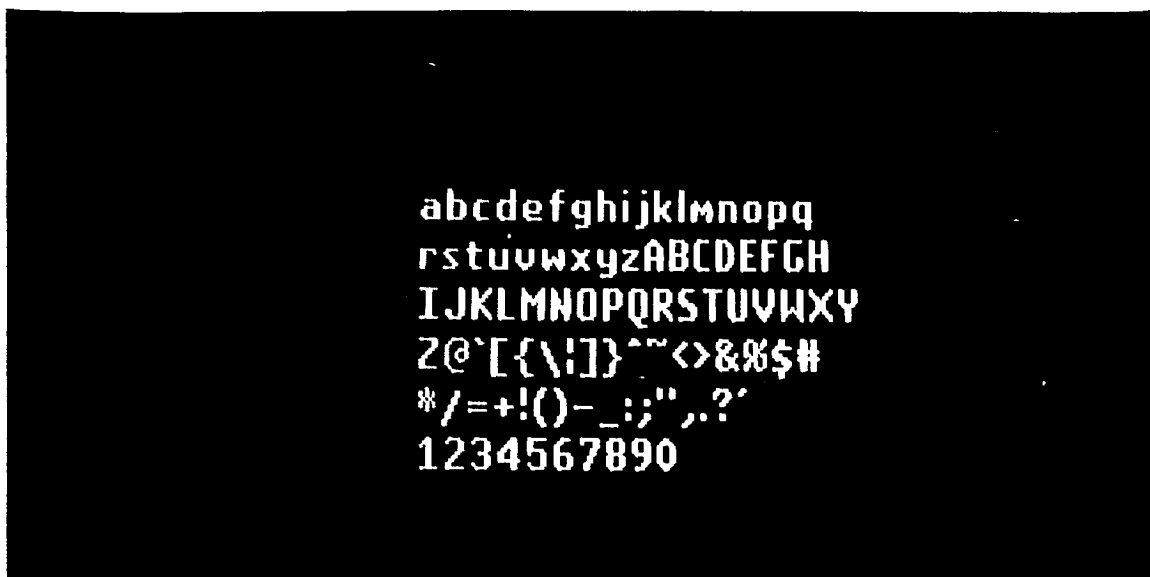 abcdefghijklmnopq
rstuvwxyzABCDEFGH
IJKLMNOPQRSTUVWXY
Z@`[{\¦]}^~<>&%$#
*/=+!()-_:;",.?´
1234567890